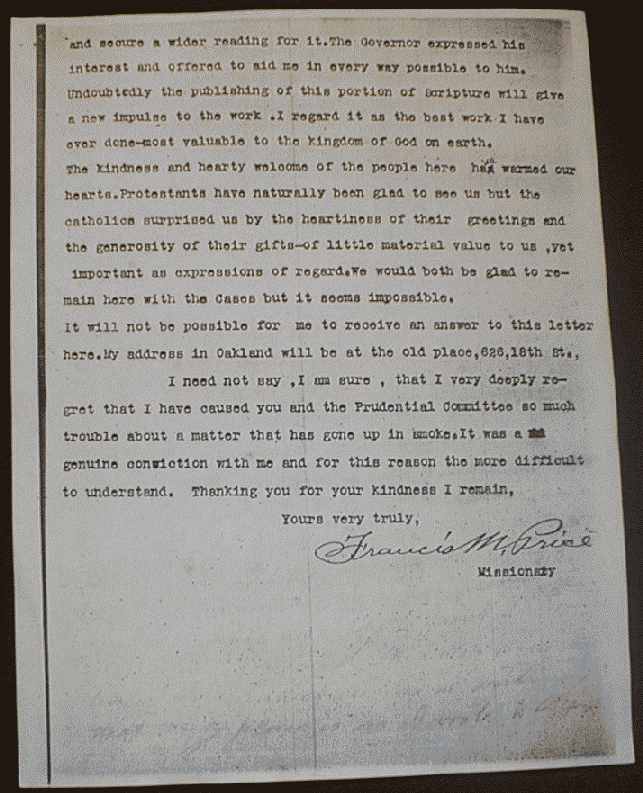 and secure a wider reading for it.The Governor expressed his
interest and offered to aid me in every way possible to him.
Undoubtedly the publishing of this portion of Scripture will give
a new impulse to the work .I regard it as the best work I have
ever done-most valuable to the kingdom of God on earth.
The kindness and hearty welcome of the people here has warmed our
hearts.Protestants have naturally been glad to see us but the
catholics surprised us by the heartiness of their greetings and
the generosity of their gifts-of little material value to us ,yet
important as expressions of regard.We would both be glad to re-
main here with the Cases but it seems impossible.
It will not be possible for me to receive an answer to this letter
here.My address in Oakland will be at the old place,626,18th St.,
I need not say ,I am sure , that I very deeply re-
gret that I have caused you and the Prudential Committee so much
trouble about a matter that has gone up in smoke.It was a
genuine conviction with me and for this reason the more difficult
to understand. Thanking you for your kindness I remain,
Yours very truly,
Francis M. Price
Missionary